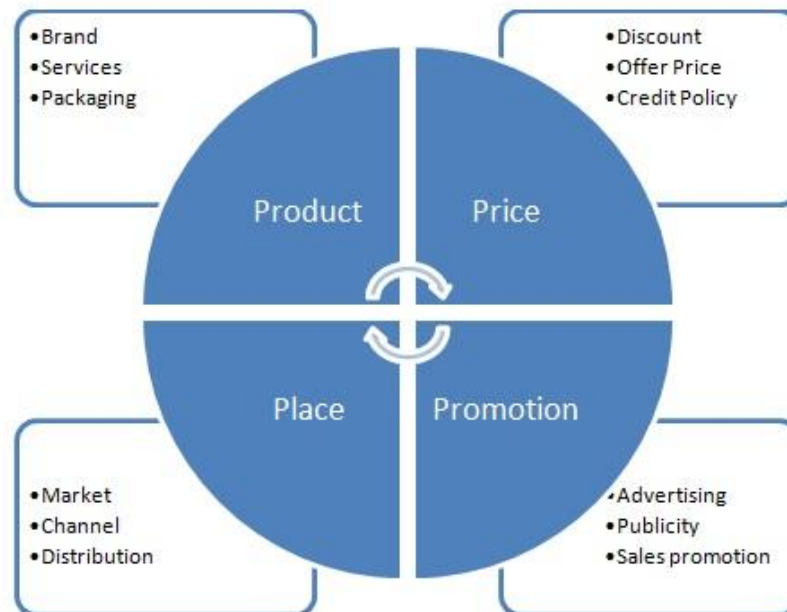 •Brand
•Services
•Packaging
•Discount
•Offer Price
•Credit Policy
Product
Price
Place
Promotion
•Market
•Channel
•Distribution
•Advertising
•Publicity
•Sales promotion